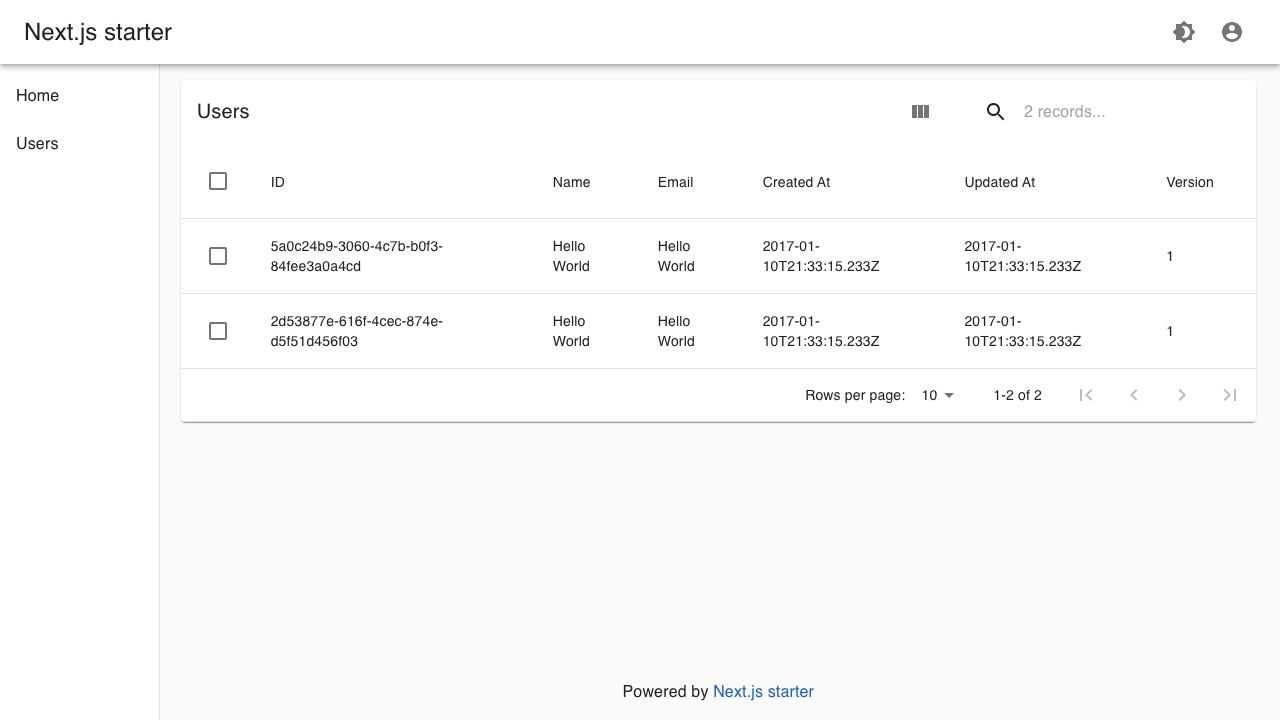 Next.js starter
Home
Users
Users
2 records...
ID Name Email Created At Updated At Version
5a0c24b9-3060-4c7b-b0f3- Hello Hello 2017-01- 2017-01- 1
84fee3a0a4cd World World 10T21:33:15.233Z 10T21:33:15.233Z
2d53877e-616f-4cec-874e- Hello Hello 2017-01- 2017-01- 1
d5f51d456f03 World World 10T21:33:15.233Z 10T21:33:15.233Z
Rows per page: 10 1-2 of 2
Powered by Next.js starter